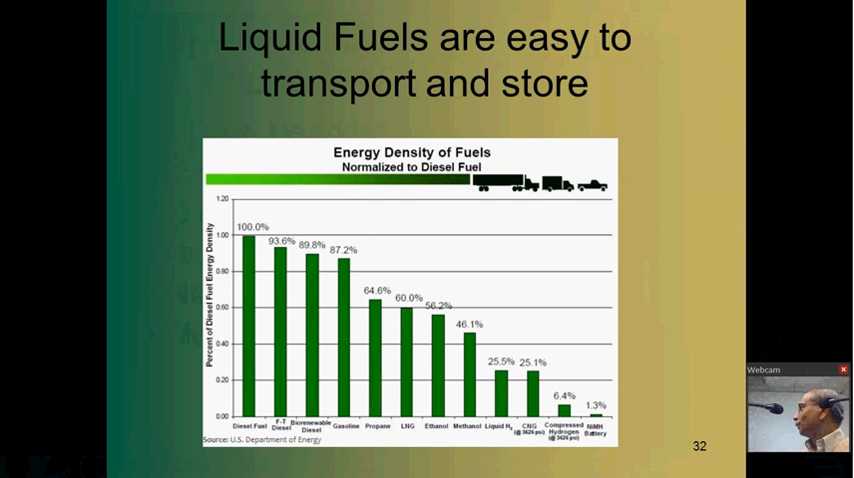 Liquid Fuels are easy to
transport and store
Energy Density of Fuels
Normalized to Diesel Fuel
Percent of Diesel Fuel Energy Density
1.20
1.00
0.80
0.60
0.40
0.20
0.00
100.0%
93.6%
89.8%
87.2%
64.6%
60.0%
56.2%
46.1%
25.5%
25.1%
6.4%
1.3%
Diesel Fuel
F-T
Diesel
Biorenewable
Diesel
Gasoline
Propane
LNG
Ethanol
Methanol
Liquid H₂
CNG
(@ 3626 psi)
Compressed
Hydrogen
(@ 3626 psi)
NiMH
Battery
Source: U.S. Department of Energy
32
Webcam